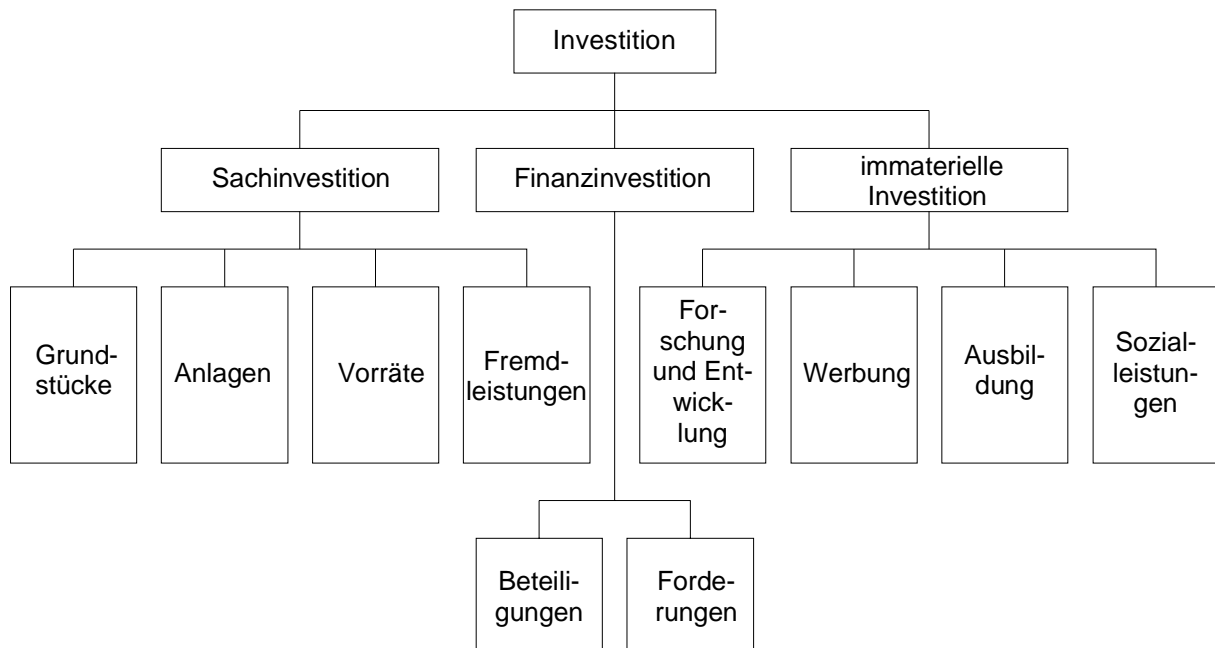 Investition
Sachinvestition
Finanzinvestition
immaterielle
Investition
Grund-
stücke
Anlagen
Vorräte
Fremd-
leistungen
For-
schung
und Ent-
wick-
lung
Werbung
Ausbil-
dung
Sozial-
leistun-
gen
Beteili-
gungen
Forde-
rungen